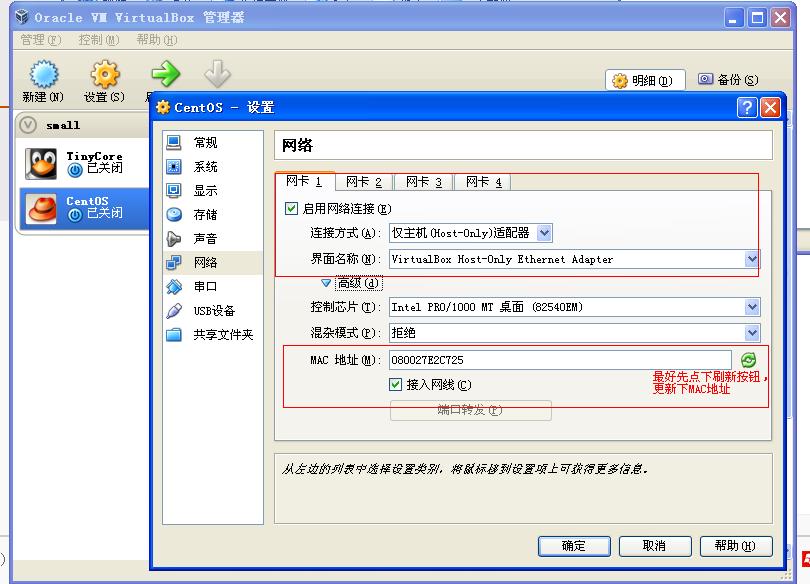 Oracle VM VirtualBox 管理器
管理(F) 控制(M) 帮助(H)
新建(N) 设置(S)
明细(D) 备份(S)
small
TinyCore
已关闭
CentOS
已关闭
CentOS - 设置
常规
系统
显示
存储
声音
网络
串口
USB设备
共享文件夹
网络
网卡 1 网卡 2 网卡 3 网卡 4
启用网络连接(E)
连接方式(A): 仅主机(Host-Only)适配器
界面名称(N): VirtualBox Host-Only Ethernet Adapter
高级(d)
控制芯片(T): Intel PRO/1000 MT 桌面 (82540EM)
混杂模式(P): 拒绝
MAC 地址(M): 080027E2C725
接入网线(C)
最好先点下刷新按钮，
更新下MAC地址
端口转发(P)
从左边的列表中选择设置类别，将鼠标移到设置项上可获得更多信息。
确定 取消 帮助(H)